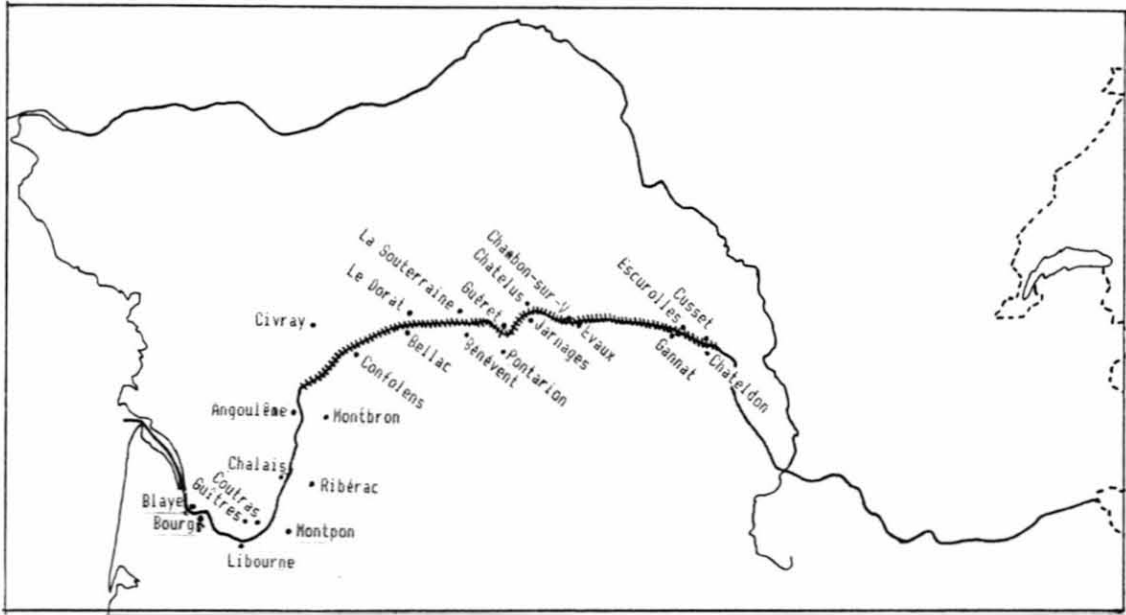 La Souterraine
Le Dorat
Chambon-sur-V.
Chatelus
Guéret
Escurolles
Cusset
Civray
Bellac
Bénévent
Pontarion
Jarnages
Evaux
Gannat
Chateldon
Confolens
Angoulême
Montbron
Chalais
Ribérac
Coutras
Guîtres
Blaye
Bourg
Montpon
Libourne